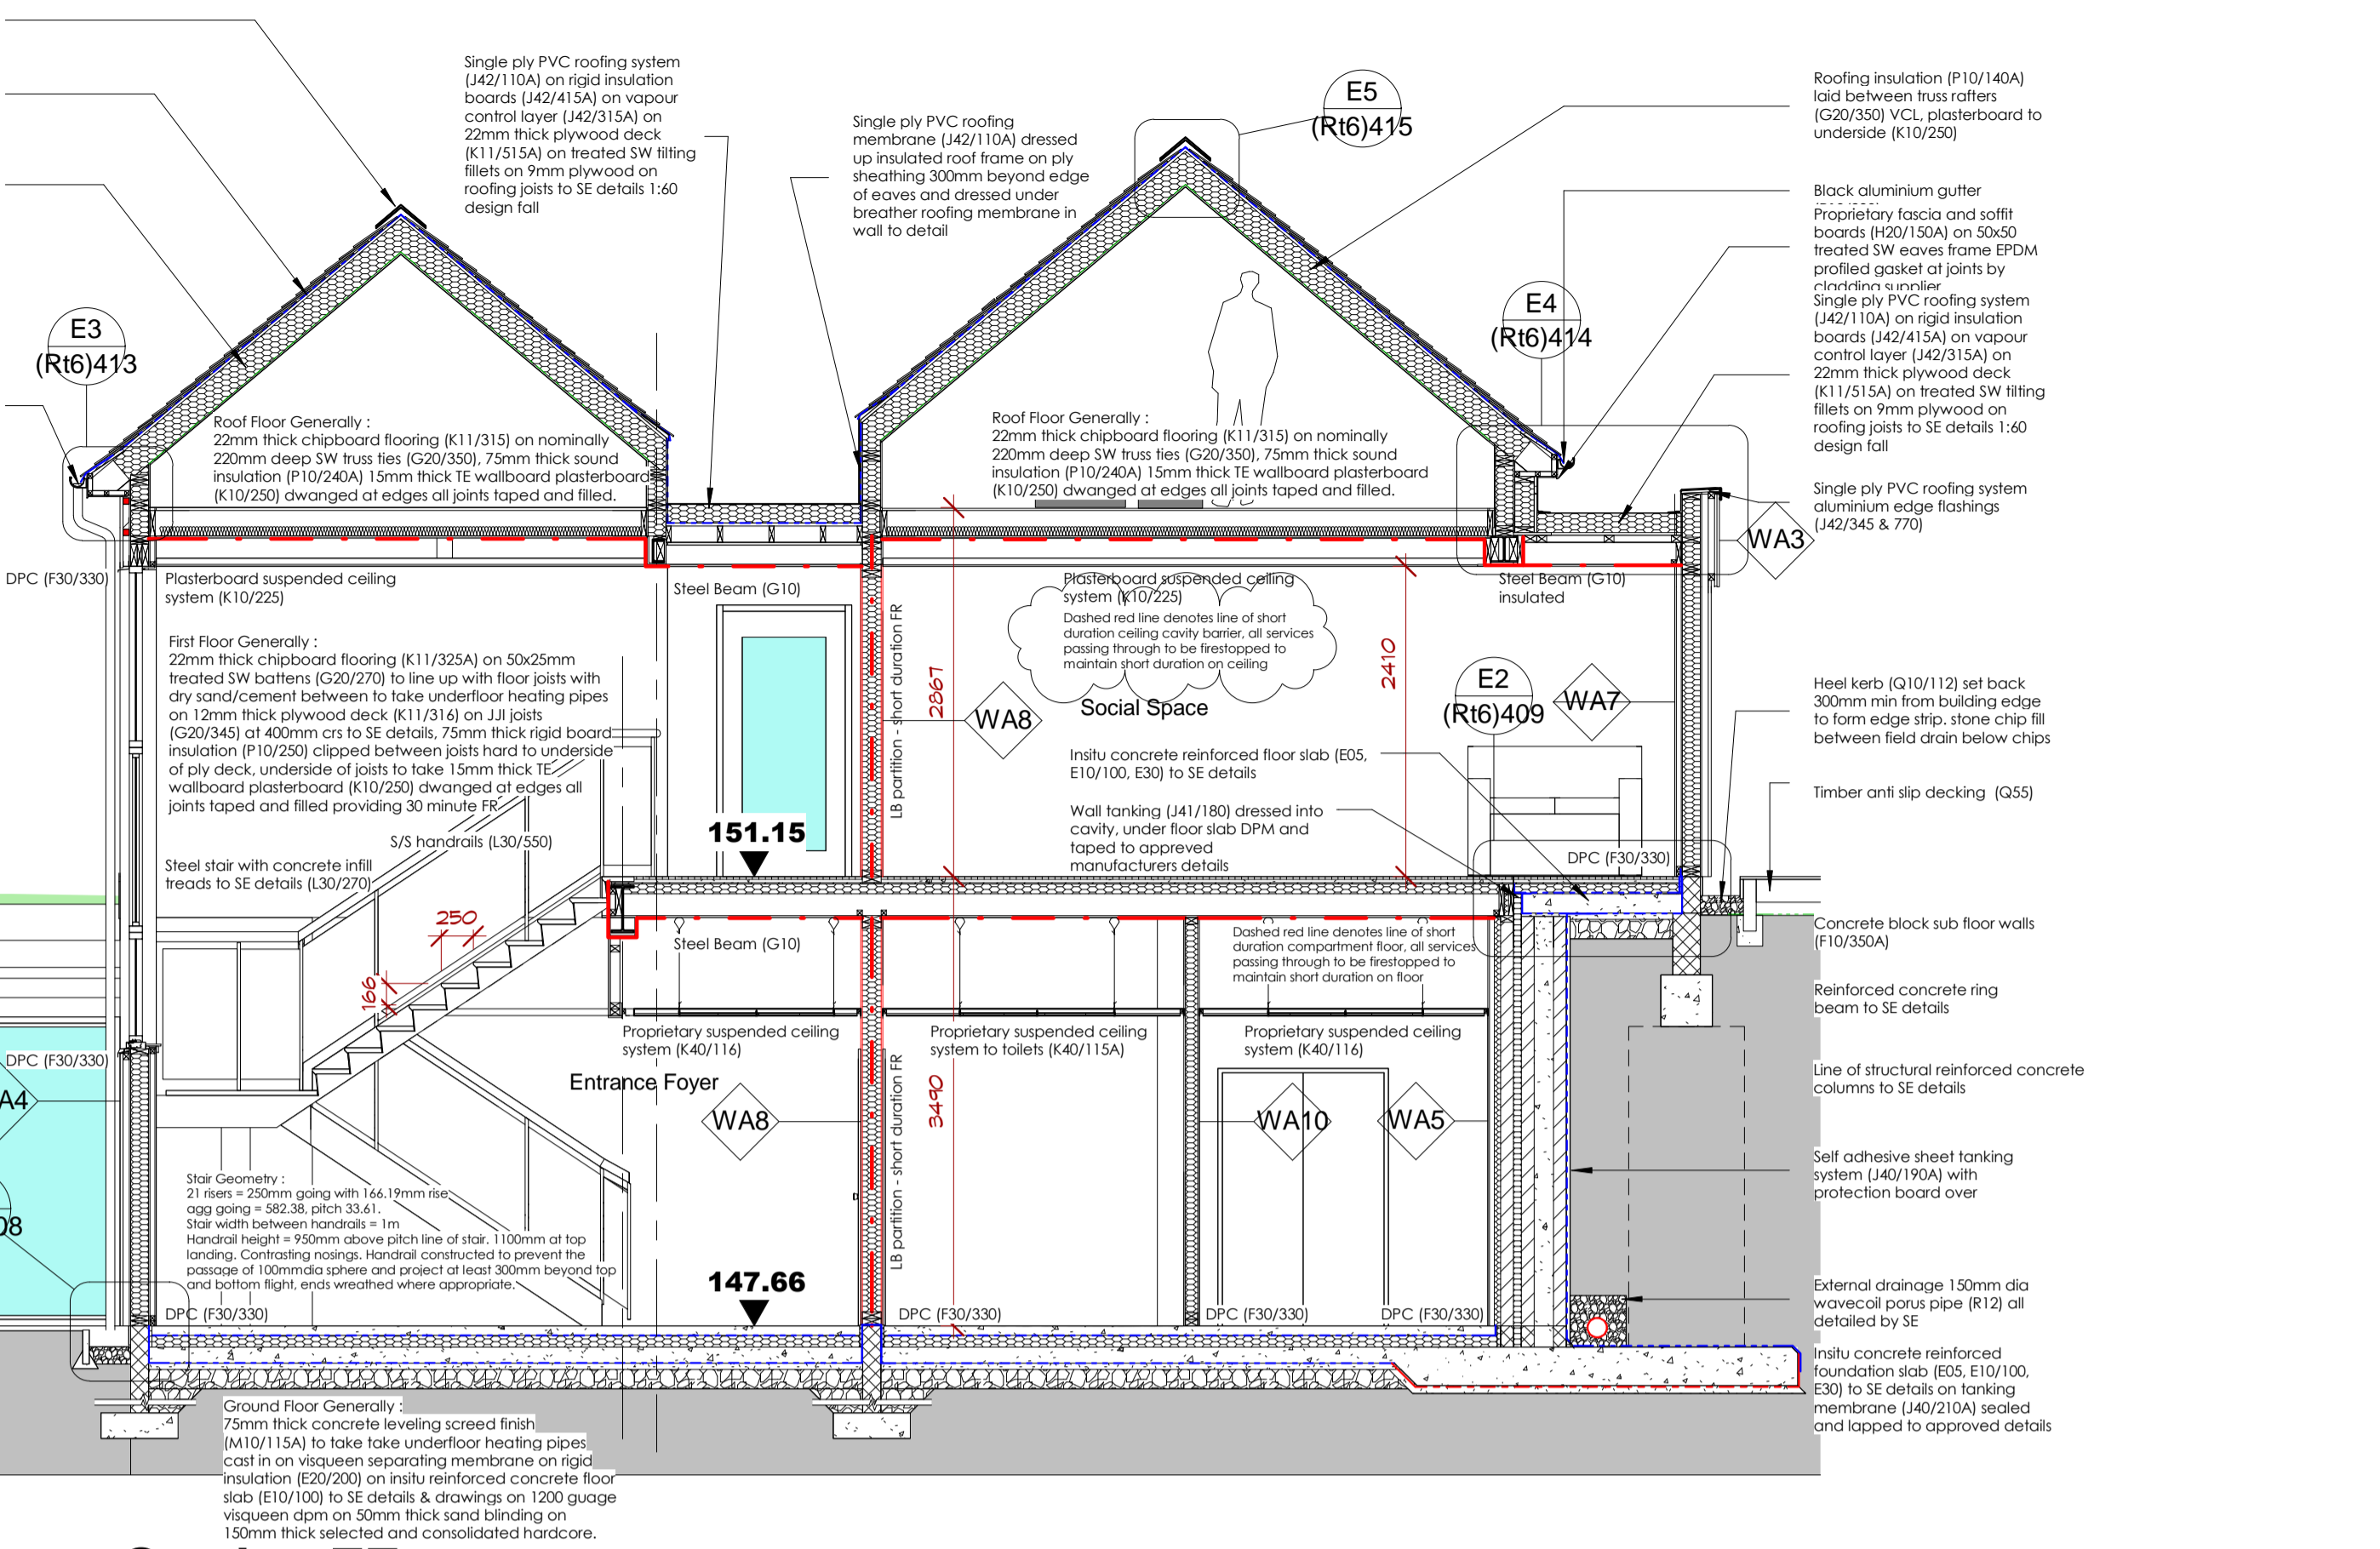 Single ply PVC roofing system
(J42/110A) on rigid insulation
boards (J42/415A) on vapour
control layer (J42/315A) on
22mm thick plywood deck
(K11/515A) on treated SW tilting
fillets on 9mm plywood on
roofing joists to SE details 1:60
design fall
Single ply PVC roofing
membrane (J42/110A) dressed
up insulated roof frame on ply
sheathing 300mm beyond edge
of eaves and dressed under
breather roofing membrane in
wall to detail
E5
(Rt6)415
Roofing insulation (P10/140A)
laid between truss rafters
(G20/350) VCL, plasterboard to
underside (K10/250)
Black aluminium gutter
Proprietary fascia and soffit
boards (H20/150A) on 50x50
treated SW eaves frame EPDM
profiled gasket at joints by
cladding supplier
Single ply PVC roofing system
(J42/110A) on rigid insulation
boards (J42/415A) on vapour
control layer (J42/315A) on
22mm thick plywood deck
(K11/515A) on treated SW tilting
fillets on 9mm plywood on
roofing joists to SE details 1:60
design fall
Single ply PVC roofing system
aluminium edge flashings
(J42/345 & 770)
E3
(Rt6)413
E4
(Rt6)414
WA3
Roof Floor Generally :
22mm thick chipboard flooring (K11/315) on nominally
220mm deep SW truss ties (G20/350), 75mm thick sound
insulation (P10/240A) 15mm thick TE wallboard plasterboard
(K10/250) dwanged at edges all joints taped and filled.
Roof Floor Generally :
22mm thick chipboard flooring (K11/315) on nominally
220mm deep SW truss ties (G20/350), 75mm thick sound
insulation (P10/240A) 15mm thick TE wallboard plasterboard
(K10/250) dwanged at edges all joints taped and filled.
DPC (F30/330)
Plasterboard suspended ceiling
system (K10/225)
Steel Beam (G10)
Plasterboard suspended ceiling
system (K10/225)
Dashed red line denotes line of short
duration ceiling cavity barrier, all services
passing through to be firestopped to
maintain short duration on ceiling
Steel Beam (G10)
insulated
First Floor Generally :
22mm thick chipboard flooring (K11/325A) on 50x25mm
treated SW battens (G20/270) to line up with floor joists with
dry sand/cement between to take underfloor heating pipes
on 12mm thick plywood deck (K11/316) on JJI joists
(G20/345) at 400mm crs to SE details, 75mm thick rigid board
insulation (P10/250) clipped between joists hard to underside
of ply deck, underside of joists to take 15mm thick TE
wallboard plasterboard (K10/250) dwanged at edges all
joints taped and filled providing 30 minute FR
LB partition - short duration FR
2867
2410
WA8
Social Space
E2
(Rt6)409
WA7
Heel kerb (Q10/112) set back
300mm min from building edge
to form edge strip. stone chip fill
between field drain below chips
Insitu concrete reinforced floor slab (E05,
E10/100, E30) to SE details
Wall tanking (J41/180) dressed into
cavity, under floor slab DPM and
taped to appreved
manufacturers details
Timber anti slip decking (Q55)
S/S handrails (L30/550)
151.15
DPC (F30/330)
Steel stair with concrete infill
treads to SE details (L30/270)
250
166
Steel Beam (G10)
Dashed red line denotes line of short
duration compartment floor, all services
passing through to be firestopped to
maintain short duration on floor
Concrete block sub floor walls
(F10/350A)
Reinforced concrete ring
beam to SE details
DPC (F30/330)
Proprietary suspended ceiling
system (K40/116)
Proprietary suspended ceiling
system to toilets (K40/115A)
Proprietary suspended ceiling
system (K40/116)
Line of structural reinforced concrete
columns to SE details
A4
Entrance Foyer
WA8
LB partition - short duration FR
3490
WA10
WA5
Self adhesive sheet tanking
system (J40/190A) with
protection board over
Stair Geometry :
21 risers = 250mm going with 166.19mm rise
agg going = 582.38, pitch 33.61.
Stair width between handrails = 1m
Handrail height = 950mm above pitch line of stair. 1100mm at top
landing. Contrasting nosings. Handrail constructed to prevent the
passage of 100mmdia sphere and project at least 300mm beyond top
and bottom flight, ends wreathed where appropriate.
08
147.66
External drainage 150mm dia
wavecoil porus pipe (R12) all
detailed by SE
DPC (F30/330)
DPC (F30/330)
DPC (F30/330)
DPC (F30/330)
Insitu concrete reinforced
foundation slab (E05, E10/100,
E30) to SE details on tanking
membrane (J40/210A) sealed
and lapped to approved details
Ground Floor Generally :
75mm thick concrete leveling screed finish
(M10/115A) to take take underfloor heating pipes
cast in on visqueen separating membrane on rigid
insulation (E20/200) on insitu reinforced concrete floor
slab (E10/100) to SE details & drawings on 1200 guage
visqueen dpm on 50mm thick sand blinding on
150mm thick selected and consolidated hardcore.